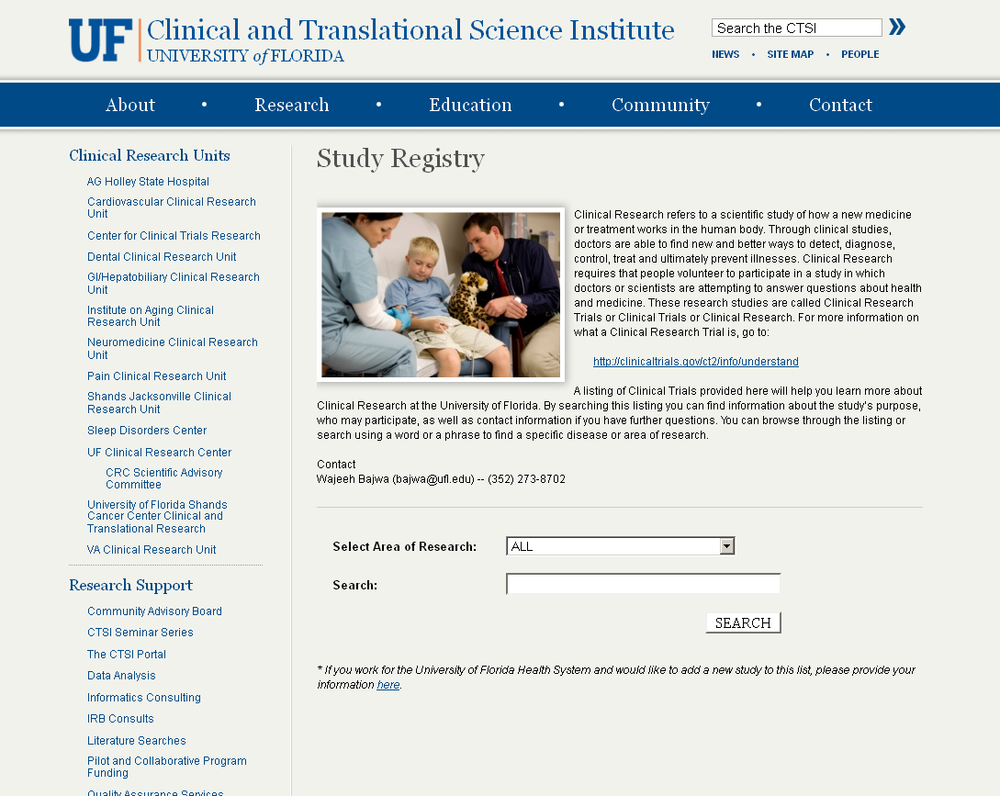 UF Clinical and Translational Science Institute
UNIVERSITY of FLORIDA
Search the CTSI
NEWS • SITE MAP • PEOPLE
About • Research • Education • Community • Contact
Clinical Research Units
AG Holley State Hospital
Cardiovascular Clinical Research
Unit
Center for Clinical Trials Research
Dental Clinical Research Unit
GI/Hepatobiliary Clinical Research
Unit
Institute on Aging Clinical
Research Unit
Neuromedicine Clinical Research
Unit
Pain Clinical Research Unit
Shands Jacksonville Clinical
Research Unit
Sleep Disorders Center
UF Clinical Research Center
CRC Scientific Advisory
Committee
University of Florida Shands
Cancer Center Clinical and
Translational Research
VA Clinical Research Unit
Research Support
Community Advisory Board
CTSI Seminar Series
The CTSI Portal
Data Analysis
Informatics Consulting
IRB Consults
Literature Searches
Pilot and Collaborative Program
Funding
Quality Assurance Services
Study Registry
Clinical Research refers to a scientific study of how a new medicine
or treatment works in the human body. Through clinical studies,
doctors are able to find new and better ways to detect, diagnose,
control, treat and ultimately prevent illnesses. Clinical Research
requires that people volunteer to participate in a study in which
doctors or scientists are attempting to answer questions about health
and medicine. These research studies are called Clinical Research
Trials or Clinical Trials or Clinical Research. For more information on
what a Clinical Research Trial is, go to:
http://clinicaltrials.gov/ct2/info/understand
A listing of Clinical Trials provided here will help you learn more about
Clinical Research at the University of Florida. By searching this listing you can find information about the study's purpose,
who may participate, as well as contact information if you have further questions. You can browse through the listing or
search using a word or a phrase to find a specific disease or area of research.
Contact
Wajeeh Bajwa (bajwa@ufl.edu) -- (352) 273-8702
Select Area of Research: ALL
Search:
SEARCH
* If you work for the University of Florida Health System and would like to add a new study to this list, please provide your
information here.